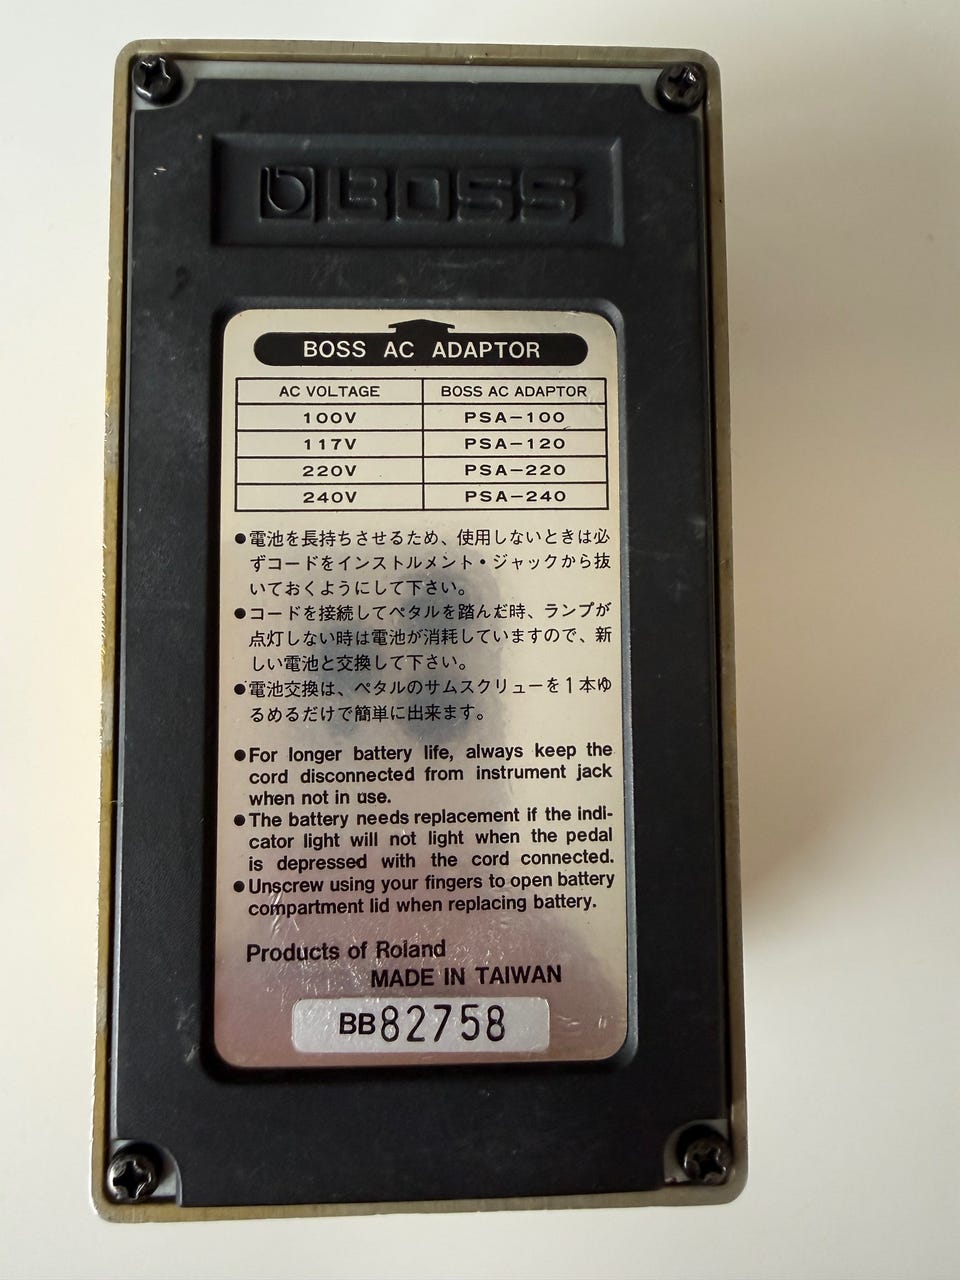 BOSS
BOSS AC ADAPTOR
AC VOLTAGE BOSS AC ADAPTOR
100V PSA-100
117V PSA-120
220V PSA-220
240V PSA-240
●電池を長持ちさせるため、使用しないときは必
ずコードをインストルメント・ジャックから抜
いておくようにして下さい。
●コードを接続してペタルを踏んだ時、ランプが
点灯しない時は電池が消耗していますので、新
しい電池と交換して下さい。
●電池交換は、ペタルのサムスクリューを1本ゆ
るめるだけで簡単に出来ます。
●For longer battery life, always keep the
cord disconnected from instrument jack
when not in use.
●The battery needs replacement if the indi-
cator light will not light when the pedal
is depressed with the cord connected.
●Unscrew using your fingers to open battery
compartment lid when replacing battery.
Products of Roland
MADE IN TAIWAN
BB82758